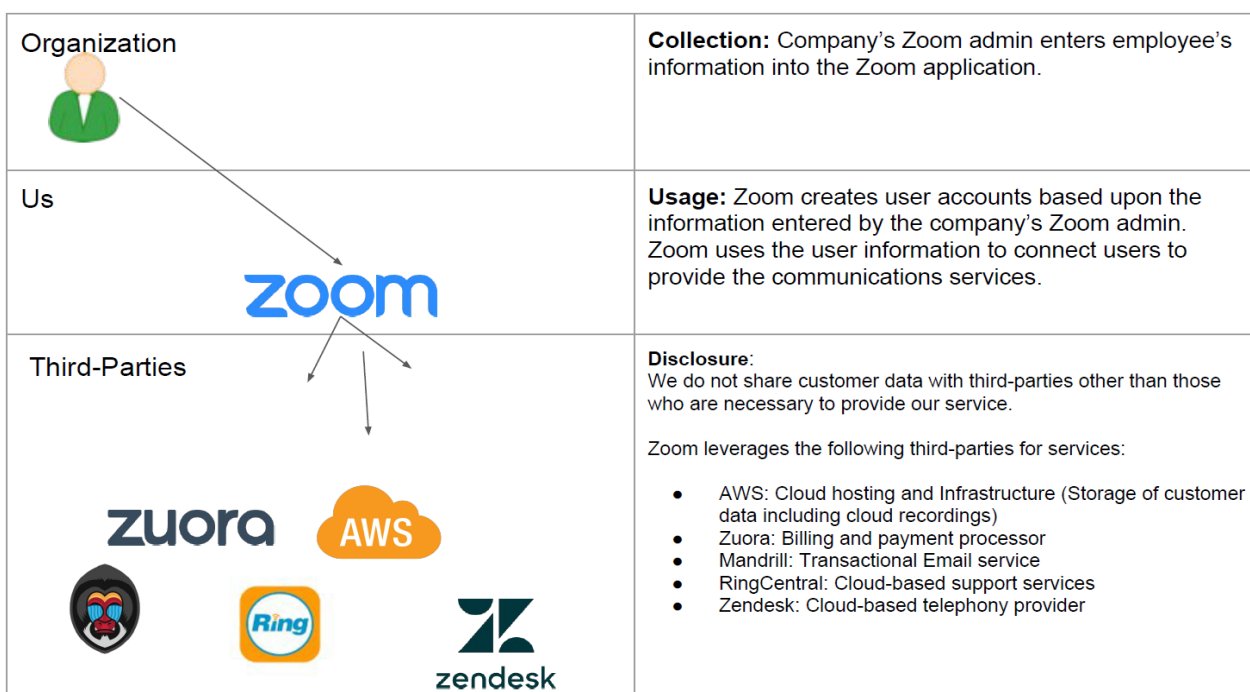 Organization
Collection: Company's Zoom admin enters employee's
information into the Zoom application.
Us
zoom
Usage: Zoom creates user accounts based upon the
information entered by the company's Zoom admin.
Zoom uses the user information to connect users to
provide the communications services.
Third-Parties
zuora
AWS
Ring
zendesk
Disclosure:
We do not share customer data with third-parties other than those
who are necessary to provide our service.
Zoom leverages the following third-parties for services:
● AWS: Cloud hosting and Infrastructure (Storage of customer
data including cloud recordings)
● Zuora: Billing and payment processor
● Mandrill: Transactional Email service
● RingCentral: Cloud-based support services
● Zendesk: Cloud-based telephony provider